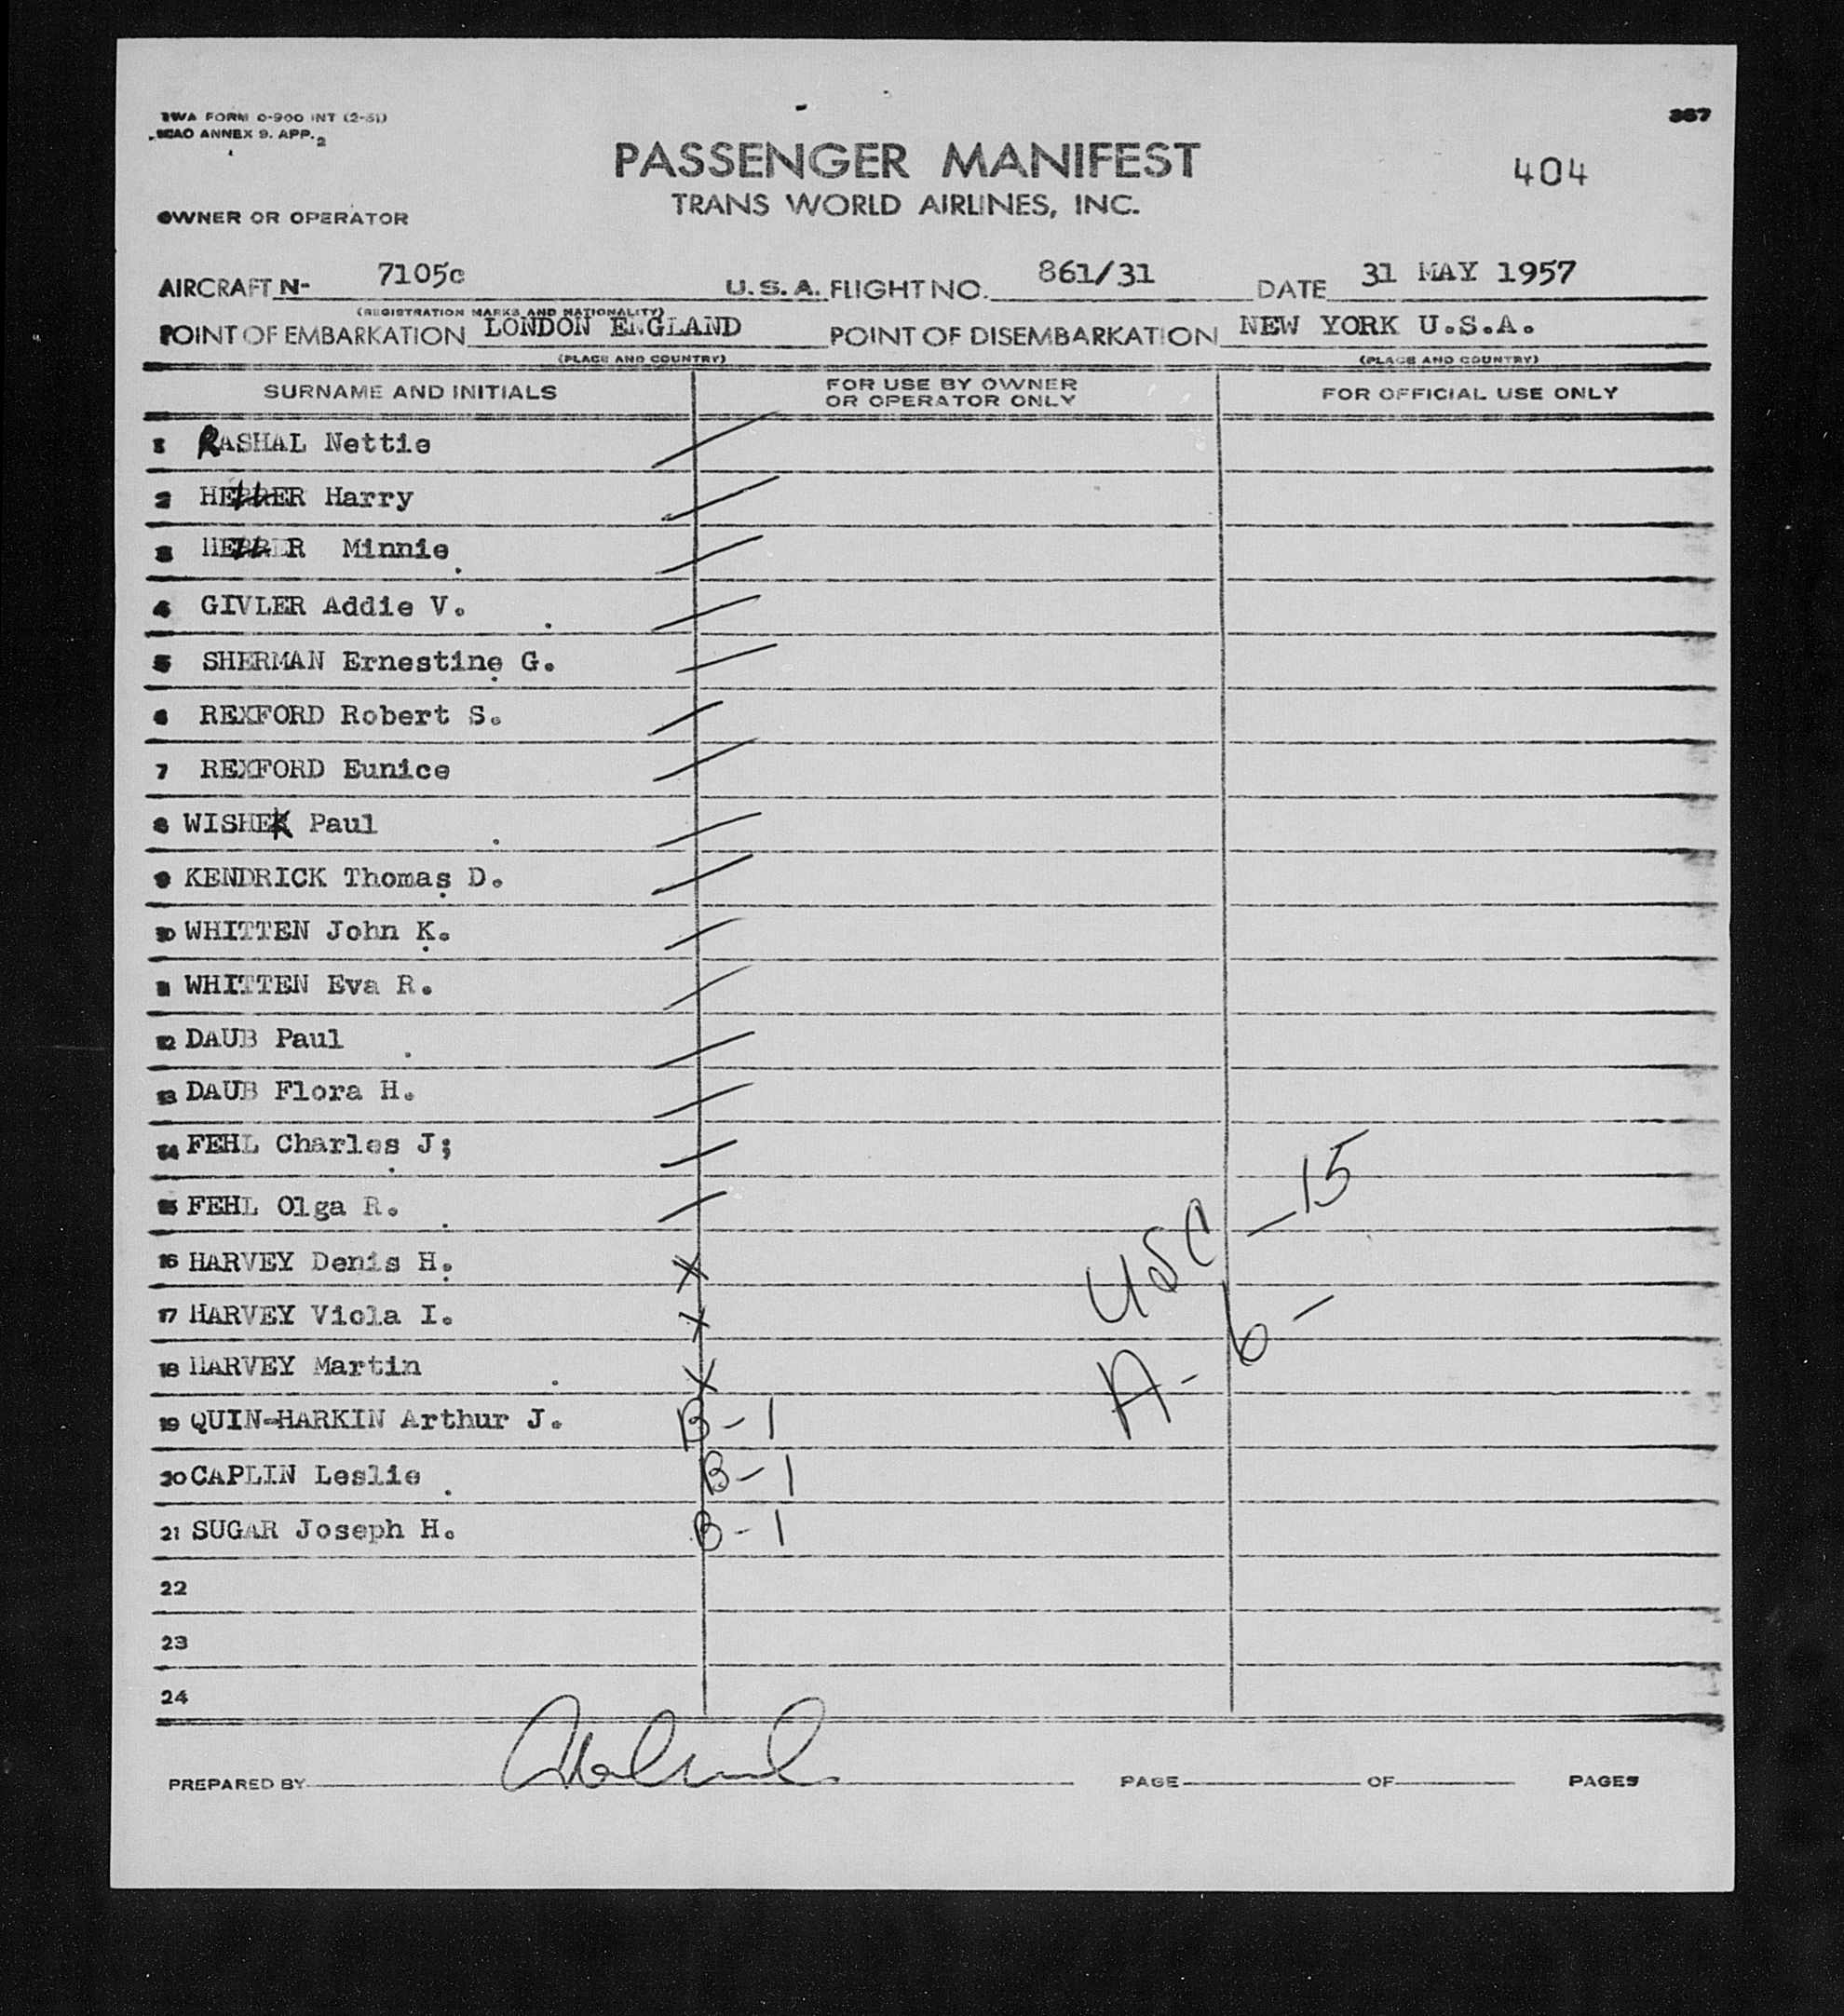 TWA FORM O-900 INT (2-51)
ICAO ANNEX 9. APP. 2
367
PASSENGER MANIFEST
404
TRANS WORLD AIRLINES, INC.
OWNER OR OPERATOR
AIRCRAFT N- 7105c U.S.A. FLIGHT NO. 861/31 DATE 31 MAY 1957
(REGISTRATION MARKS AND NATIONALITY)
POINT OF EMBARKATION LONDON ENGLAND POINT OF DISEMBARKATION NEW YORK U.S.A.
(PLACE AND COUNTRY) (PLACE AND COUNTRY)
SURNAME AND INITIALS FOR USE BY OWNER OR OPERATOR ONLY FOR OFFICIAL USE ONLY
1 RASHAL Nettie
2 HELLER Harry
3 HELLER Minnie
4 GIVLER Addie V.
5 SHERMAN Ernestine G.
6 REXFORD Robert S.
7 REXFORD Eunice
8 WISHEK Paul
9 KENDRICK Thomas D.
10 WHITTEN John K.
11 WHITTEN Eva R.
12 DAUB Paul
13 DAUB Flora H.
14 FEHL Charles J;
15 FEHL Olga R.
USC - 15
16 HARVEY Denis H. X
17 HARVEY Viola I. X
A - 6 -
18 HARVEY Martin X
19 QUIN-HARKIN Arthur J. B-1
20 CAPLIN Leslie B-1
21 SUGAR Joseph H. B-1
22
23
24
PREPARED BY PAGE OF PAGES